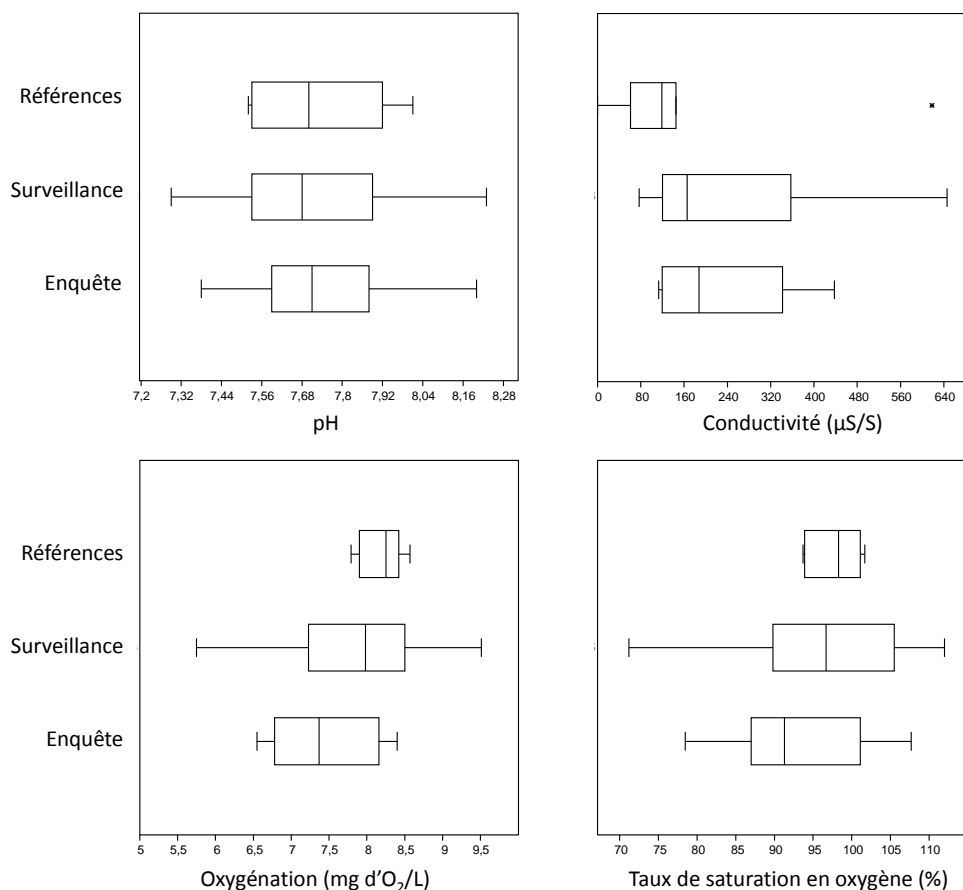 Références
Surveillance
Enquête
7,2 7,32 7,44 7,56 7,68 7,8 7,92 8,04 8,16 8,28
pH
0 80 160 240 320 400 480 560 640
Conductivité (µS/S)
Références
Surveillance
Enquête
5 5,5 6 6,5 7 7,5 8 8,5 9 9,5
Oxygénation (mg d'O₂/L)
70 75 80 85 90 95 100 105 110
Taux de saturation en oxygène (%)